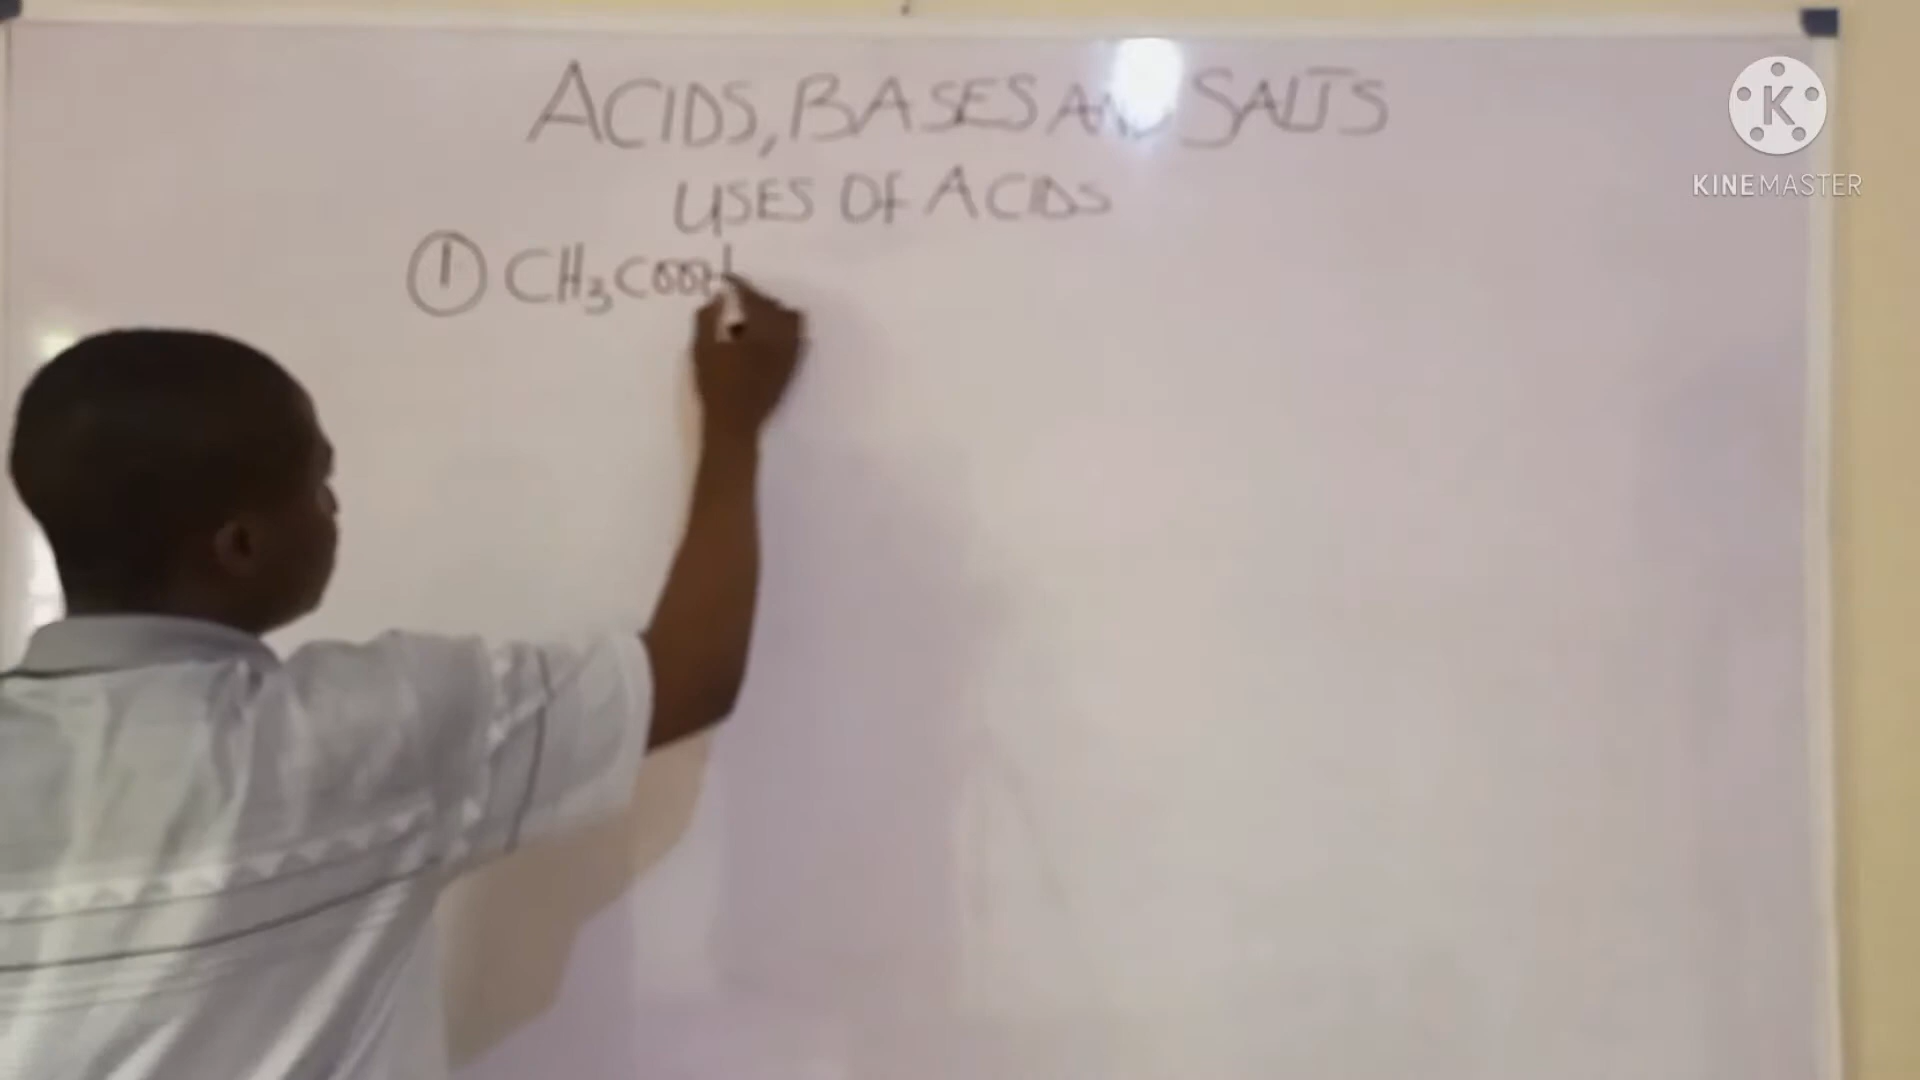 ACIDS, BASES AND SALTS
USES OF ACIDS
① CH₃COOH
K
KINEMASTER